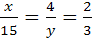 x/15 = 4/y = 2/3